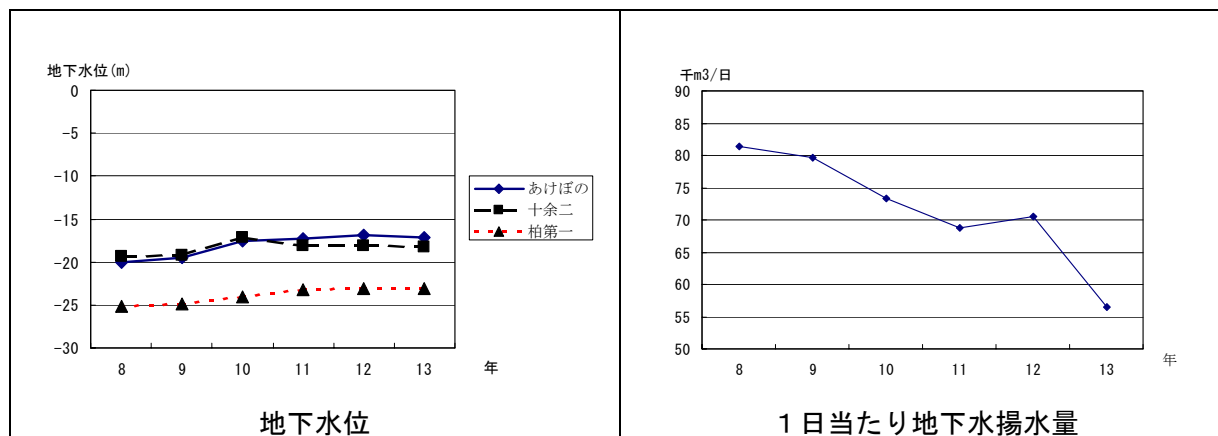 地下水位(m)
0
-5
-10
-15
-20
-25
-30
8 9 10 11 12 13 年
あけぼの
十余二
柏第一
地下水位
千m3/日
90
85
80
75
70
65
60
55
50
8 9 10 11 12 13 年
1日当たり地下水揚水量